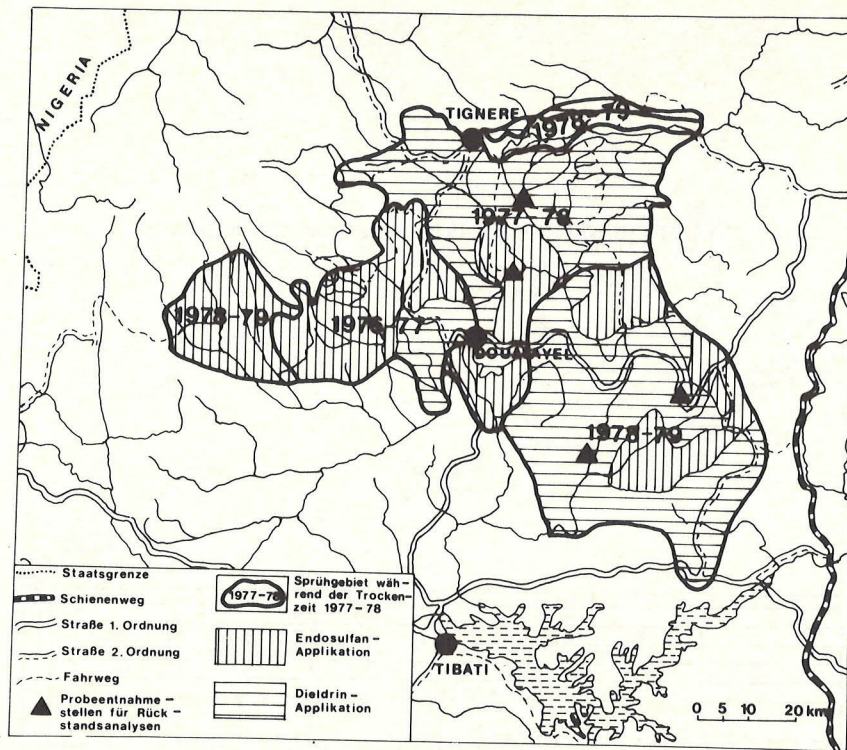 NIGERIA
TIGNERE
1978-79
1977-78
1978-79
1976-77
DOUALAYEL
1978-79
Staatsgrenze
Schienenweg
Straße 1. Ordnung
Straße 2. Ordnung
Fahrweg
Probeentnahme -
stellen für Rück -
standsanalysen
1977-78
Sprühgebiet wäh-
rend der Trocken-
zeit 1977-78
Endosulfan-
Applikation
Dieldrin-
Applikation
TIBATI
0 5 10 20 km